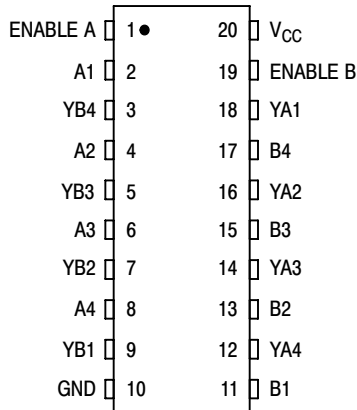 ENABLE A 1 20 VCC
A1 2 19 ENABLE B
YB4 3 18 YA1
A2 4 17 B4
YB3 5 16 YA2
A3 6 15 B3
YB2 7 14 YA3
A4 8 13 B2
YB1 9 12 YA4
GND 10 11 B1